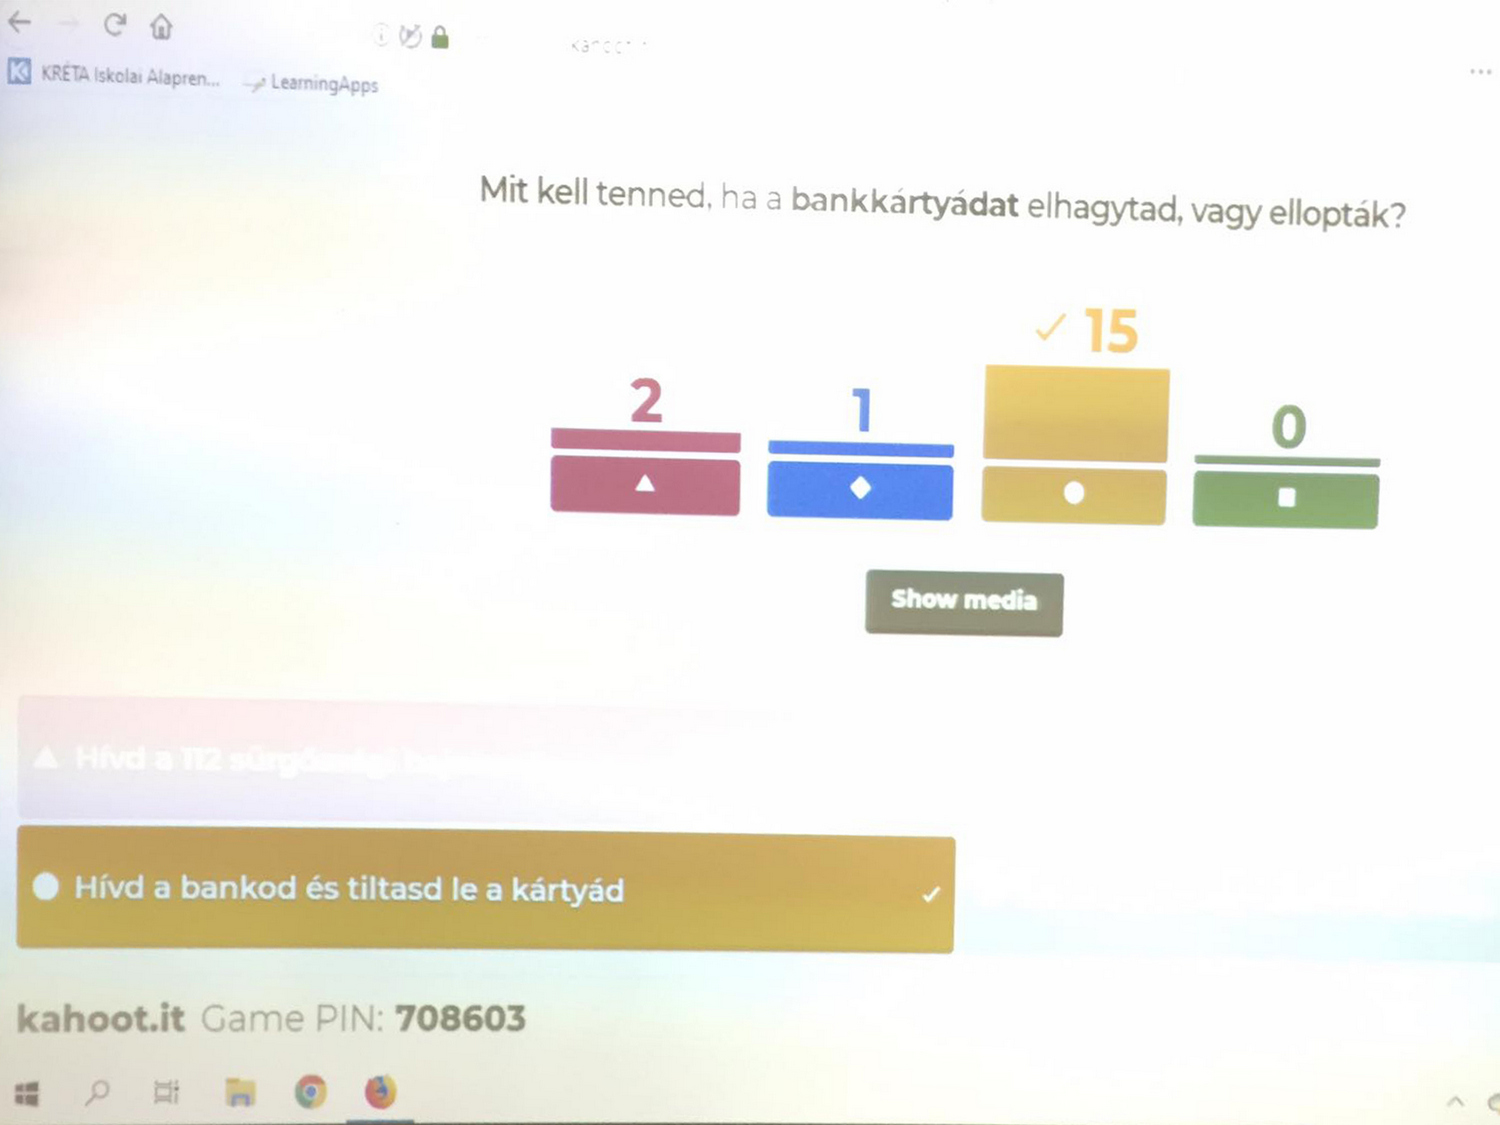 KRÉTA Iskolai Alapren... LearningApps
Mit kell tenned, ha a bankkártyádat elhagytad, vagy ellopták?
2 1 15 0
Show media
Hívd a 112 sürgősségi
Hívd a bankod és tiltasd le a kártyád
kahoot.it Game PIN: 708603